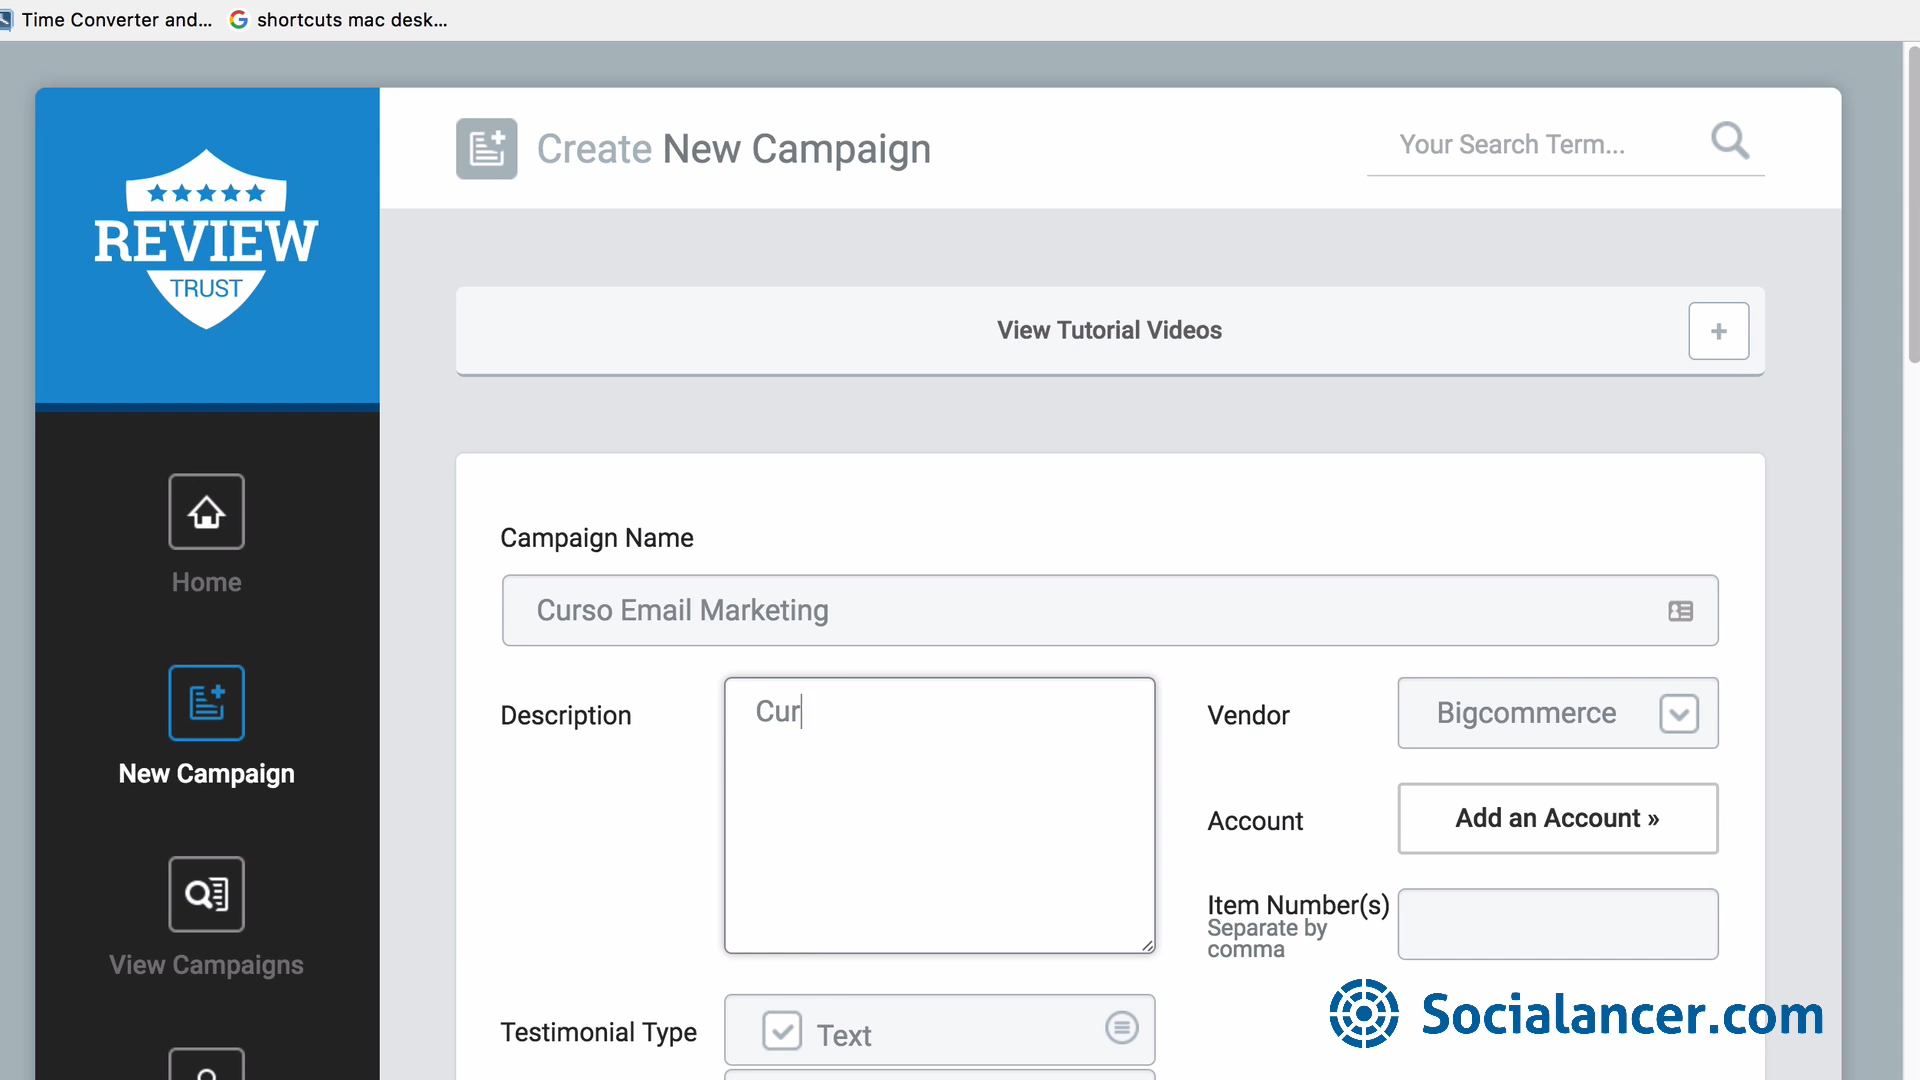 Time Converter and...
shortcuts mac desk...
REVIEW
TRUST
Create New Campaign
Your Search Term...
View Tutorial Videos
+
Home
New Campaign
View Campaigns
Campaign Name
Curso Email Marketing
Description
Cur
Vendor
Bigcommerce
Account
Add an Account »
Item Number(s)
Separate by
comma
Testimonial Type
Text
Socialancer.com